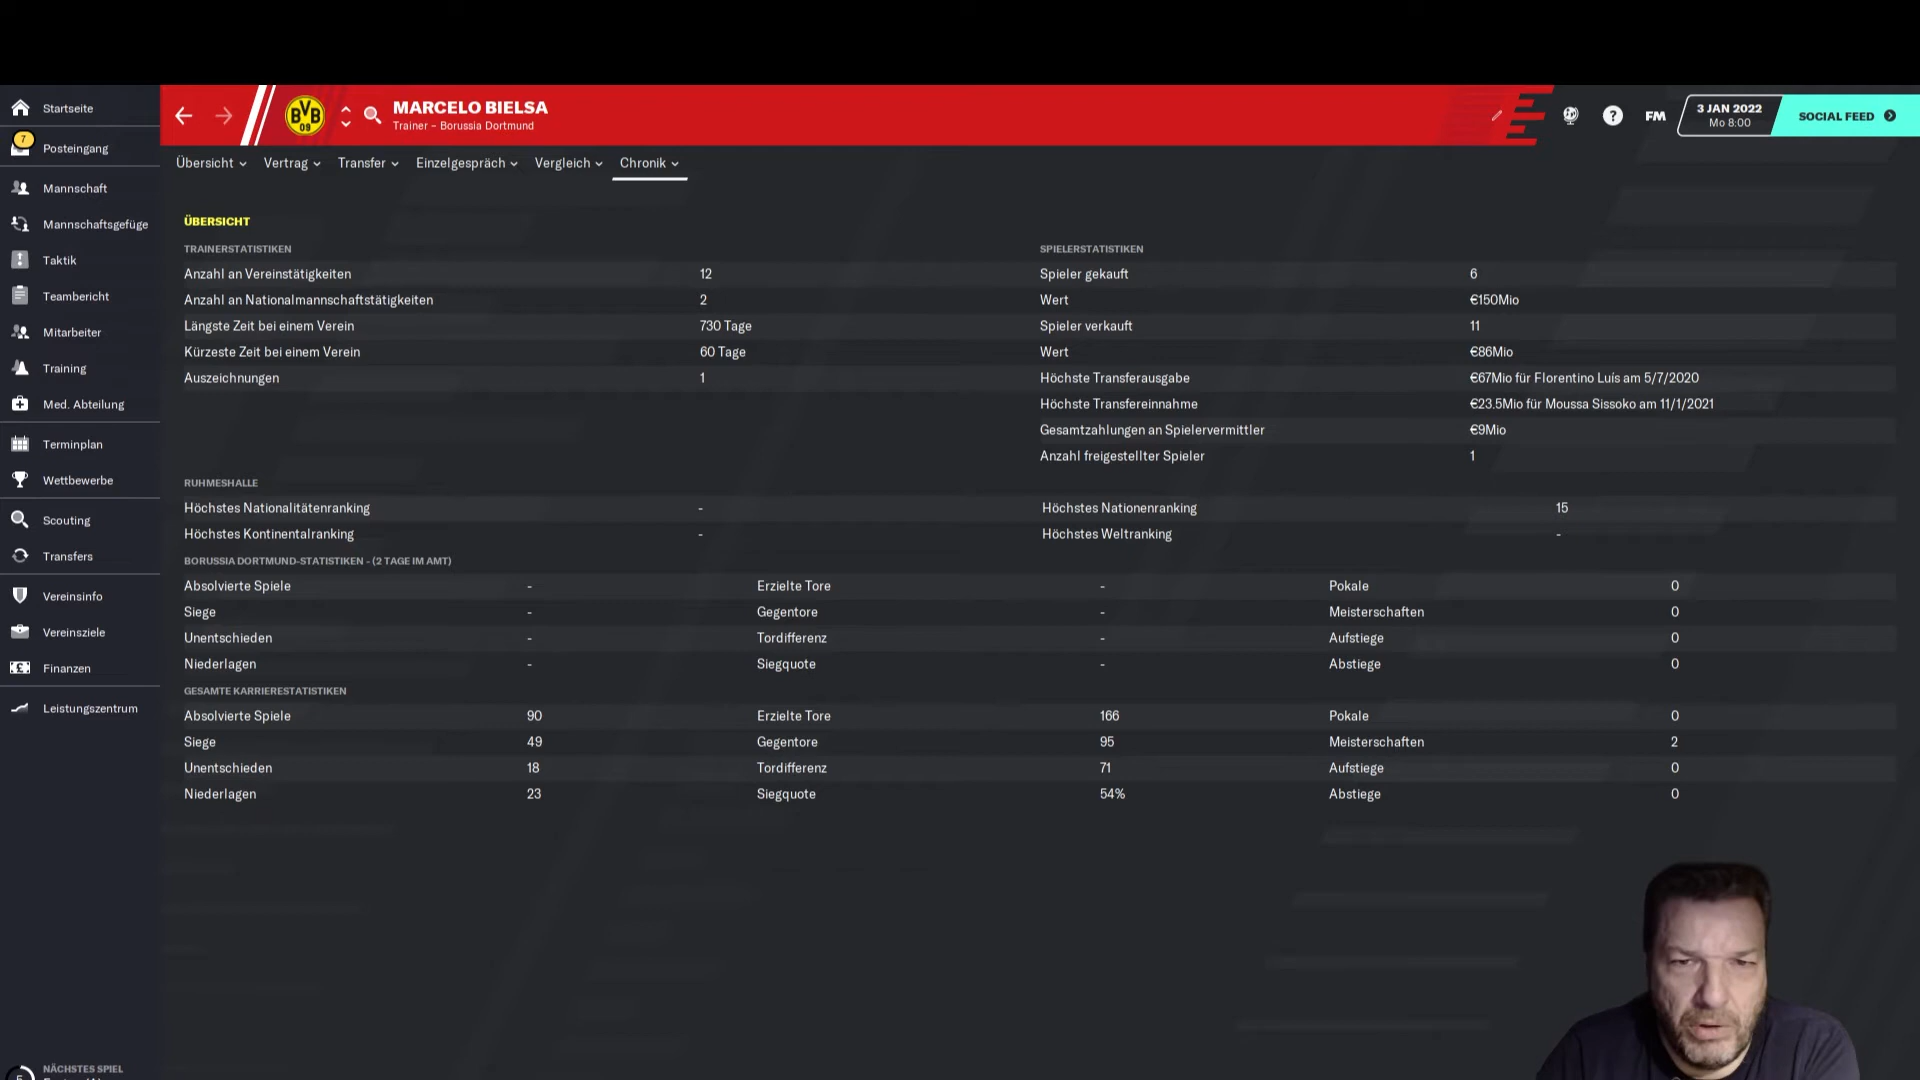 Startseite
7
Posteingang
Mannschaft
Mannschaftsgefüge
Taktik
Teambericht
Mitarbeiter
Training
Med. Abteilung
Terminplan
Wettbewerbe
Scouting
Transfers
Vereinsinfo
Vereinsziele
Finanzen
Leistungszentrum
NÄCHSTES SPIEL
BVB
09
MARCELO BIELSA
Trainer – Borussia Dortmund
?
FM
3 JAN 2022
Mo 8:00
SOCIAL FEED
Übersicht Vertrag Transfer Einzelgespräch Vergleich Chronik
ÜBERSICHT
TRAINERSTATISTIKEN
Anzahl an Vereinstätigkeiten 12
Anzahl an Nationalmannschaftstätigkeiten 2
Längste Zeit bei einem Verein 730 Tage
Kürzeste Zeit bei einem Verein 60 Tage
Auszeichnungen 1
SPIELERSTATISTIKEN
Spieler gekauft 6
Wert €150Mio
Spieler verkauft 11
Wert €86Mio
Höchste Transferausgabe €67Mio für Florentino Luís am 5/7/2020
Höchste Transfereinnahme €23.5Mio für Moussa Sissoko am 11/1/2021
Gesamtzahlungen an Spielervermittler €9Mio
Anzahl freigestellter Spieler 1
RUHMESHALLE
Höchstes Nationalitätenranking - Höchstes Nationenranking 15
Höchstes Kontinentalranking - Höchstes Weltranking -
BORUSSIA DORTMUND-STATISTIKEN - (2 TAGE IM AMT)
Absolvierte Spiele - Erzielte Tore - Pokale 0
Siege - Gegentore - Meisterschaften 0
Unentschieden - Tordifferenz - Aufstiege 0
Niederlagen - Siegquote - Abstiege 0
GESAMTE KARRIERESTATISTIKEN
Absolvierte Spiele 90 Erzielte Tore 166 Pokale 0
Siege 49 Gegentore 95 Meisterschaften 2
Unentschieden 18 Tordifferenz 71 Aufstiege 0
Niederlagen 23 Siegquote 54% Abstiege 0